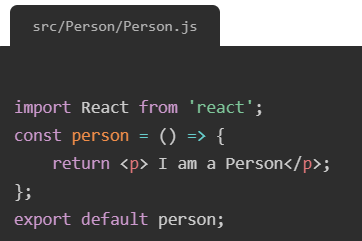 src/Person/Person.js
import React from 'react';
const person = () => {
    return <p> I am a Person</p>;
};
export default person;